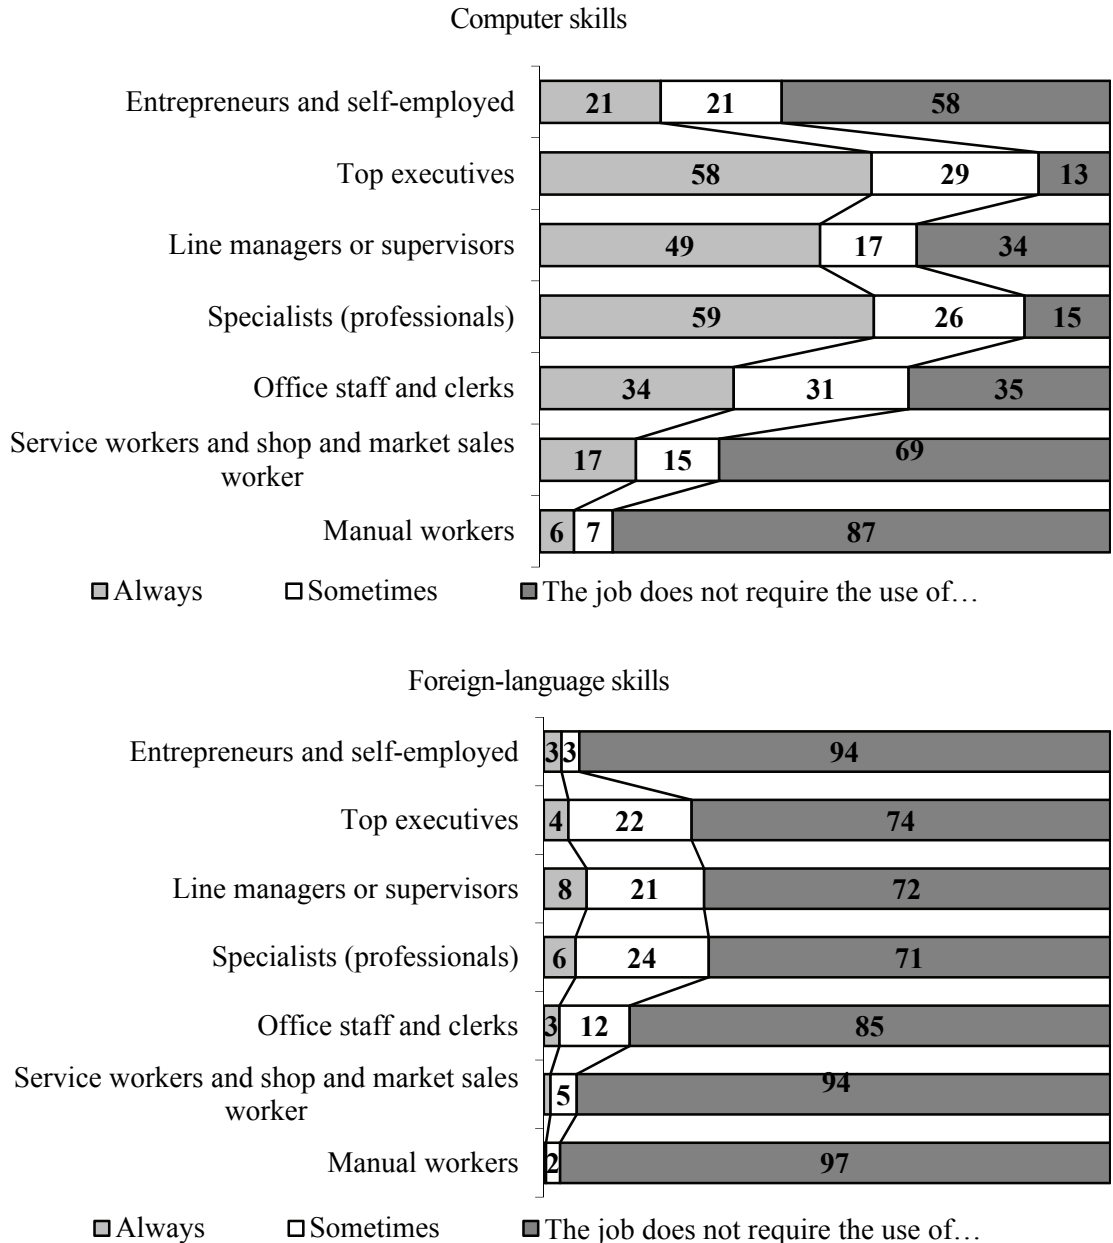 Computer skills
Entrepreneurs and self-employed 21 21 58
Top executives 58 29 13
Line managers or supervisors 49 17 34
Specialists (professionals) 59 26 15
Office staff and clerks 34 31 35
Service workers and shop and market sales
worker 17 15 69
Manual workers 6 7 87
Always Sometimes The job does not require the use of…
Foreign-language skills
Entrepreneurs and self-employed 3 3 94
Top executives 4 22 74
Line managers or supervisors 8 21 72
Specialists (professionals) 6 24 71
Office staff and clerks 3 12 85
Service workers and shop and market sales
worker 5 94
Manual workers 2 97
Always Sometimes The job does not require the use of…